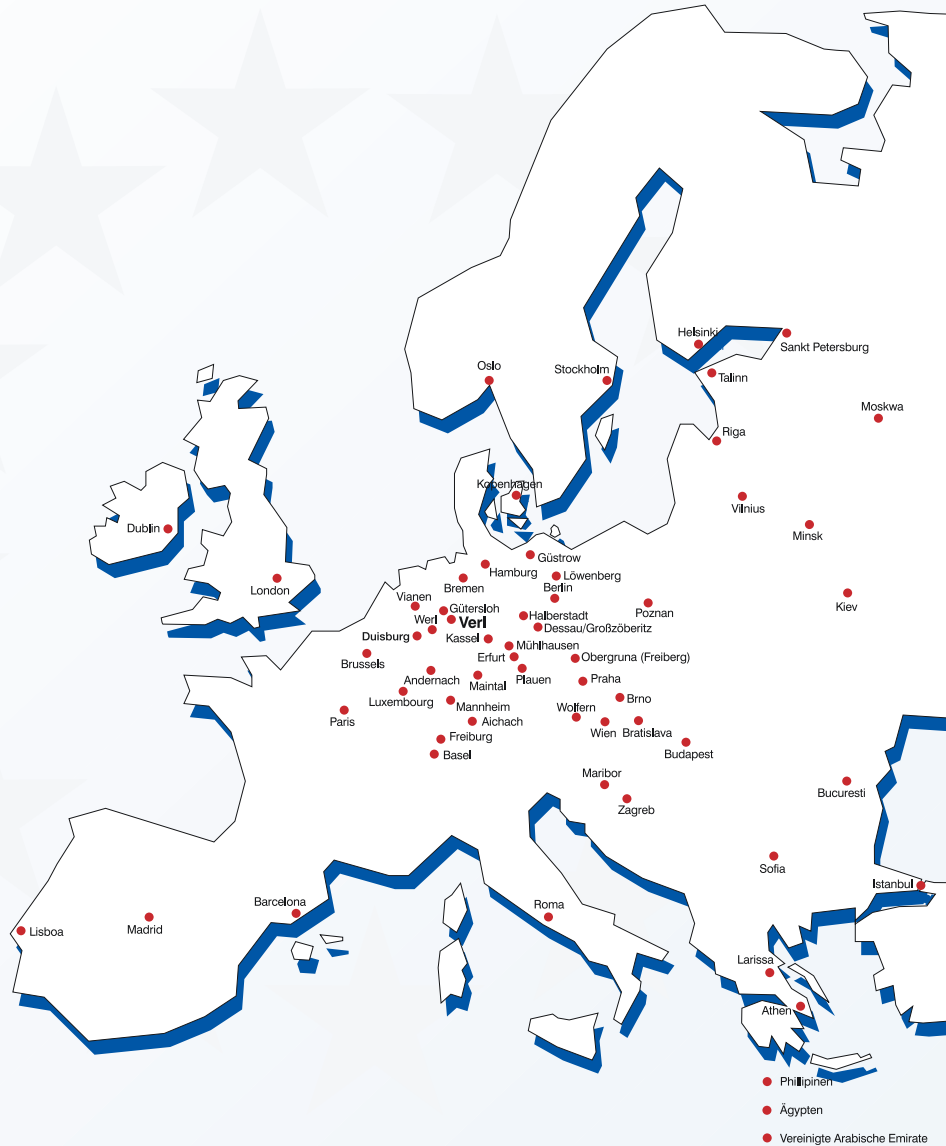 Helsinki
Sankt Petersburg
Oslo
Stockholm
Talinn
Moskwa
Riga
Kopenhagen
Vilnius
Dublin
Minsk
Güstrow
Hamburg
Löwenberg
London
Bremen
Berlin
Kiev
Vianen
Gütersloh
Poznan
Werl
Verl
Halberstadt
Dessau/Großzöberitz
Duisburg
Kassel
Mühlhausen
Brussels
Erfurt
Obergruna (Freiberg)
Andernach
Maintal
Plauen
Praha
Luxembourg
Mannheim
Brno
Paris
Aichach
Wolfern
Wien
Bratislava
Freiburg
Basel
Budapest
Maribor
Bucuresti
Zagreb
Sofia
Istanbul
Barcelona
Roma
Lisboa
Madrid
Larissa
Athen
Phillipinen
Ägypten
Vereinigte Arabische Emirate